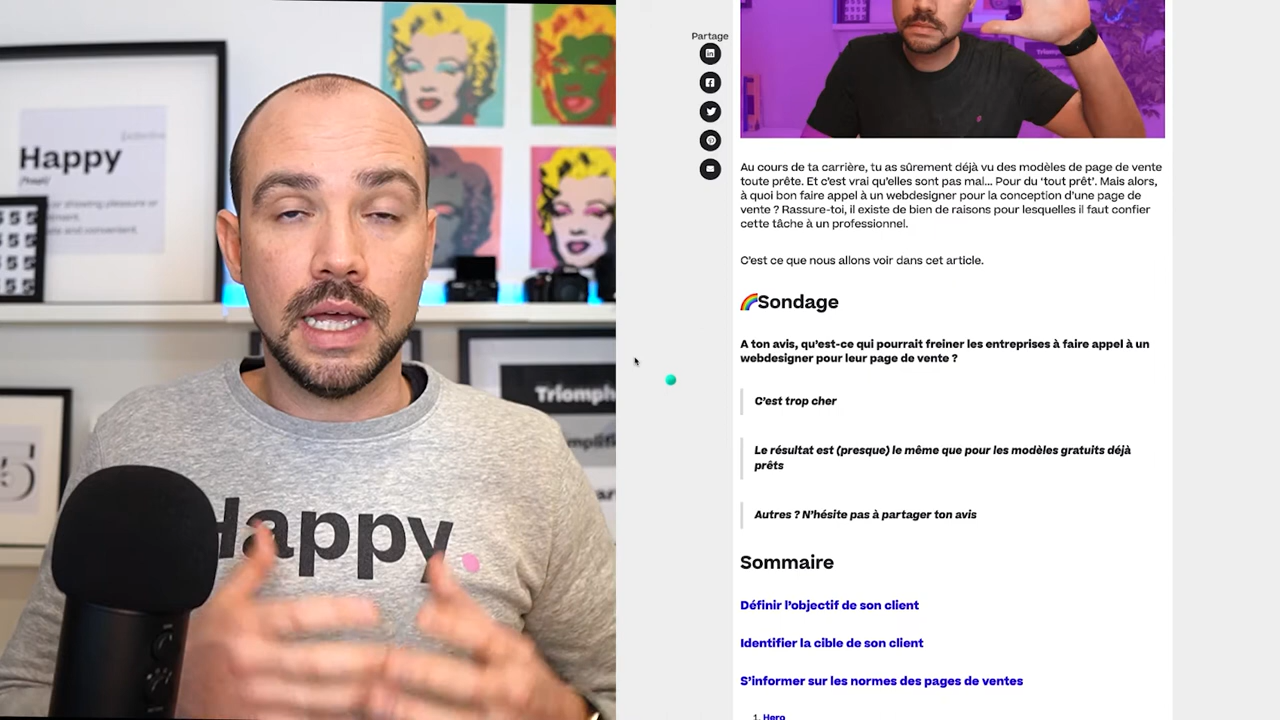 Happy
55
555
555
555
Triomph
Happy.
Partage
Triomp
Au cours de ta carrière, tu as sûrement déjà vu des modèles de page de vente
toute prête. Et c'est vrai qu'elles sont pas mal... Pour du 'tout prêt'. Mais alors,
à quoi bon faire appel à un webdesigner pour la conception d'une page de
vente ? Rassure-toi, il existe de bien de raisons pour lesquelles il faut confier
cette tâche à un professionnel.
C'est ce que nous allons voir dans cet article.
🌈Sondage
A ton avis, qu'est-ce qui pourrait freiner les entreprises à faire appel à un
webdesigner pour leur page de vente ?
C'est trop cher
Le résultat est (presque) le même que pour les modèles gratuits déjà
prêts
Autres ? N'hésite pas à partager ton avis
Sommaire
Définir l'objectif de son client
Identifier la cible de son client
S'informer sur les normes des pages de ventes
1. Hero